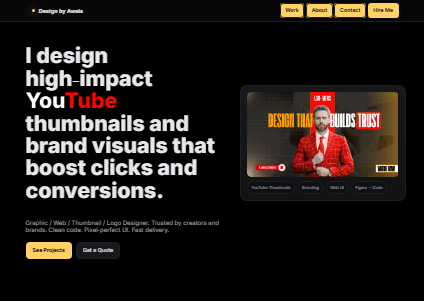 Design by Awais
Work About Contact Hire Me
I design
high-impact
YouTube
thumbnails and
brand visuals that
boost clicks and
conversions.
Graphic / Web / Thumbnail / Logo Designer. Trusted by creators and
brands. Clean code. Pixel-perfect UI. Fast delivery.
See Projects Get a Quote
DESIGN THAT BUILDS TRUST
SUBSCRIBE
WATCH NOW
YouTube Thumbnails Branding Web UI Figma → Code